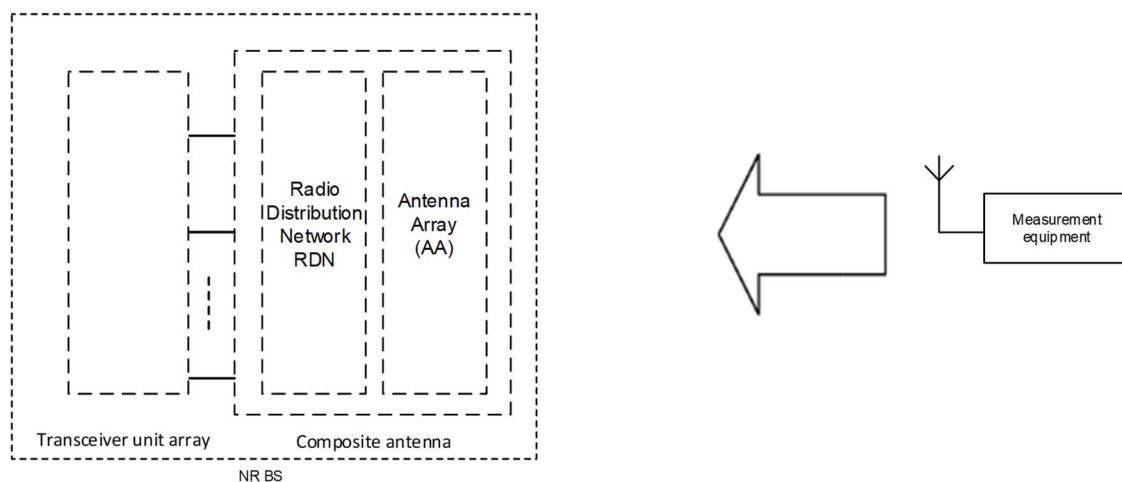 Radio
Distribution
Network
RDN
Antenna
Array
(AA)
Measurement
equipment
Transceiver unit array
Composite antenna
NR BS